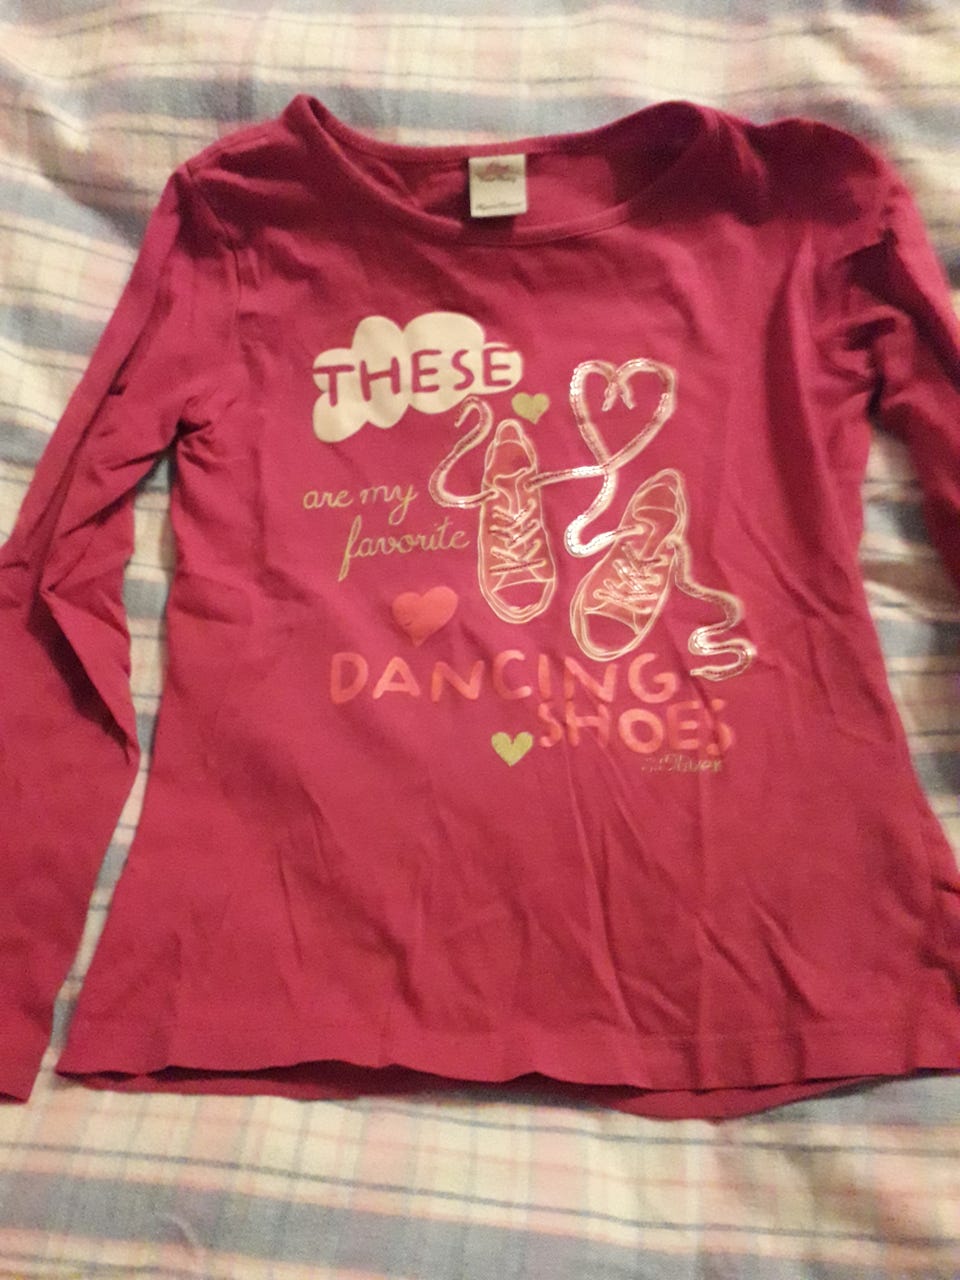 THESE
are my
favorite
DANCING
SHOES
s.Oliver